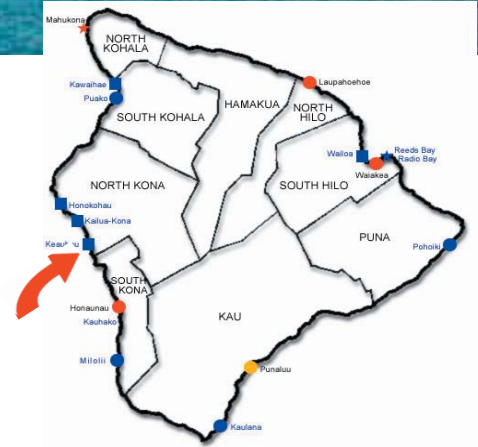 Mahukona
NORTH
KOHALA
Kawaihae
Puako
SOUTH KOHALA
HAMAKUA
Laupahoehoe
NORTH
HILO
Wailoa
Reeds Bay
Radio Bay
Waiakea
NORTH KONA
SOUTH HILO
Honokohau
Kailua-Kona
PUNA
Pohoiki
SOUTH
KONA
Honaunau
Kauhako
KAU
Milolii
Punaluu
Kaulana